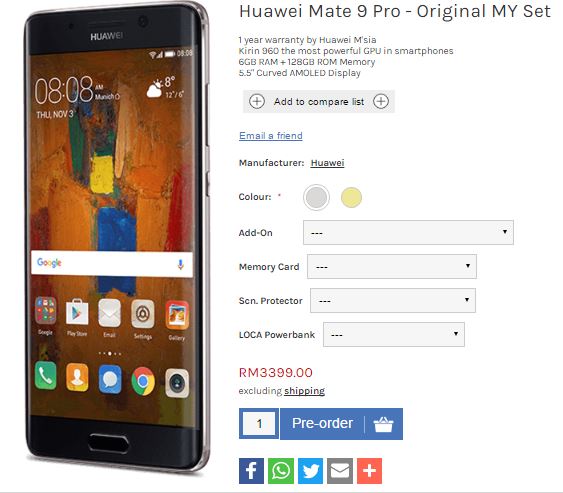 Huawei Mate 9 Pro - Original MY Set
1 year warranty by Huawei M'sia
Kirin 960 the most powerful GPU in smartphones
6GB RAM + 128GB ROM Memory
5.5" Curved AMOLED Display
Add to compare list
Email a friend
Manufacturer: Huawei
Colour: *
Add-On ---
Memory Card ---
Scn. Protector ---
LOCA Powerbank ---
RM3399.00
excluding shipping
1 Pre-order
HUAWEI
08:08
08:08 8°
Munich 12°/6°
THU, NOV 3
Google
Google Play Store Email Settings Gallery